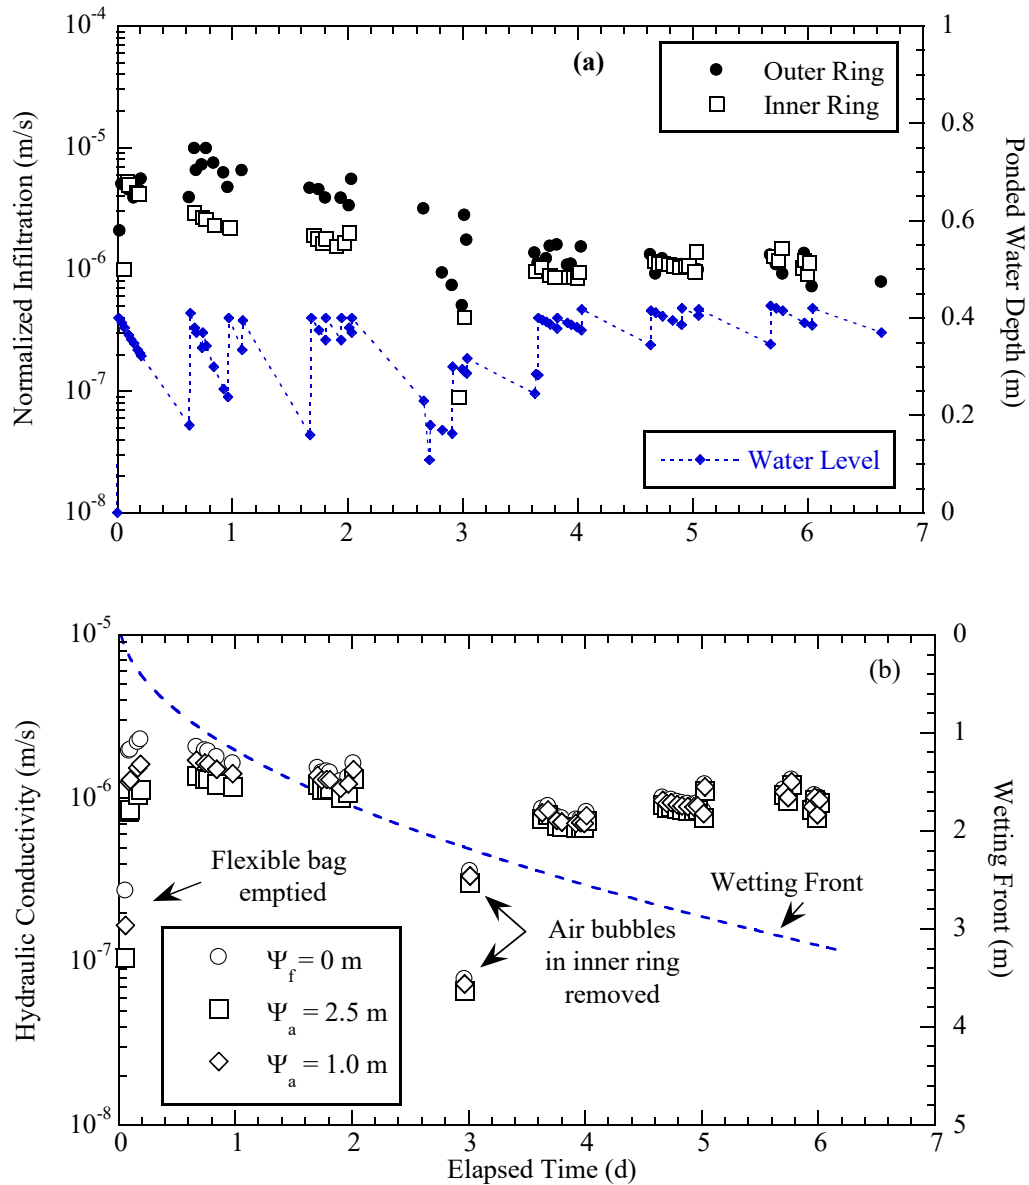 10⁻⁴
10⁻⁵
10⁻⁶
10⁻⁷
10⁻⁸
Normalized Infiltration (m/s)
(a)
Outer Ring
Inner Ring
Water Level
1
0.8
0.6
0.4
0.2
0
Ponded Water Depth (m)
0 1 2 3 4 5 6 7
10⁻⁵
10⁻⁶
10⁻⁷
10⁻⁸
Hydraulic Conductivity (m/s)
(b)
Flexible bag
emptied
Wetting Front
Air bubbles
in inner ring
removed
Ψ_f = 0 m
Ψ_a = 2.5 m
Ψ_a = 1.0 m
0
1
2
3
4
5
Wetting Front (m)
0 1 2 3 4 5 6 7
Elapsed Time (d)